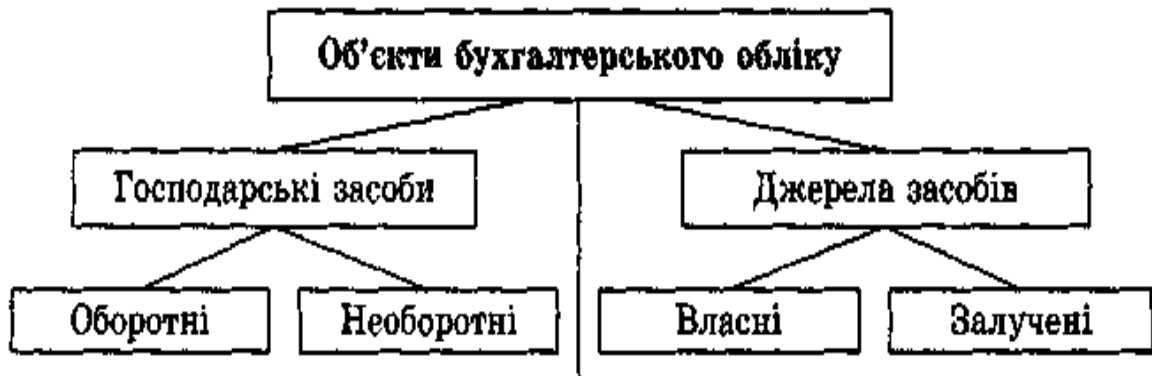 Об'єкти бухгалтерського обліку
Господарські засоби
Джерела засобів
Оборотні
Необоротні
Власні
Залучені